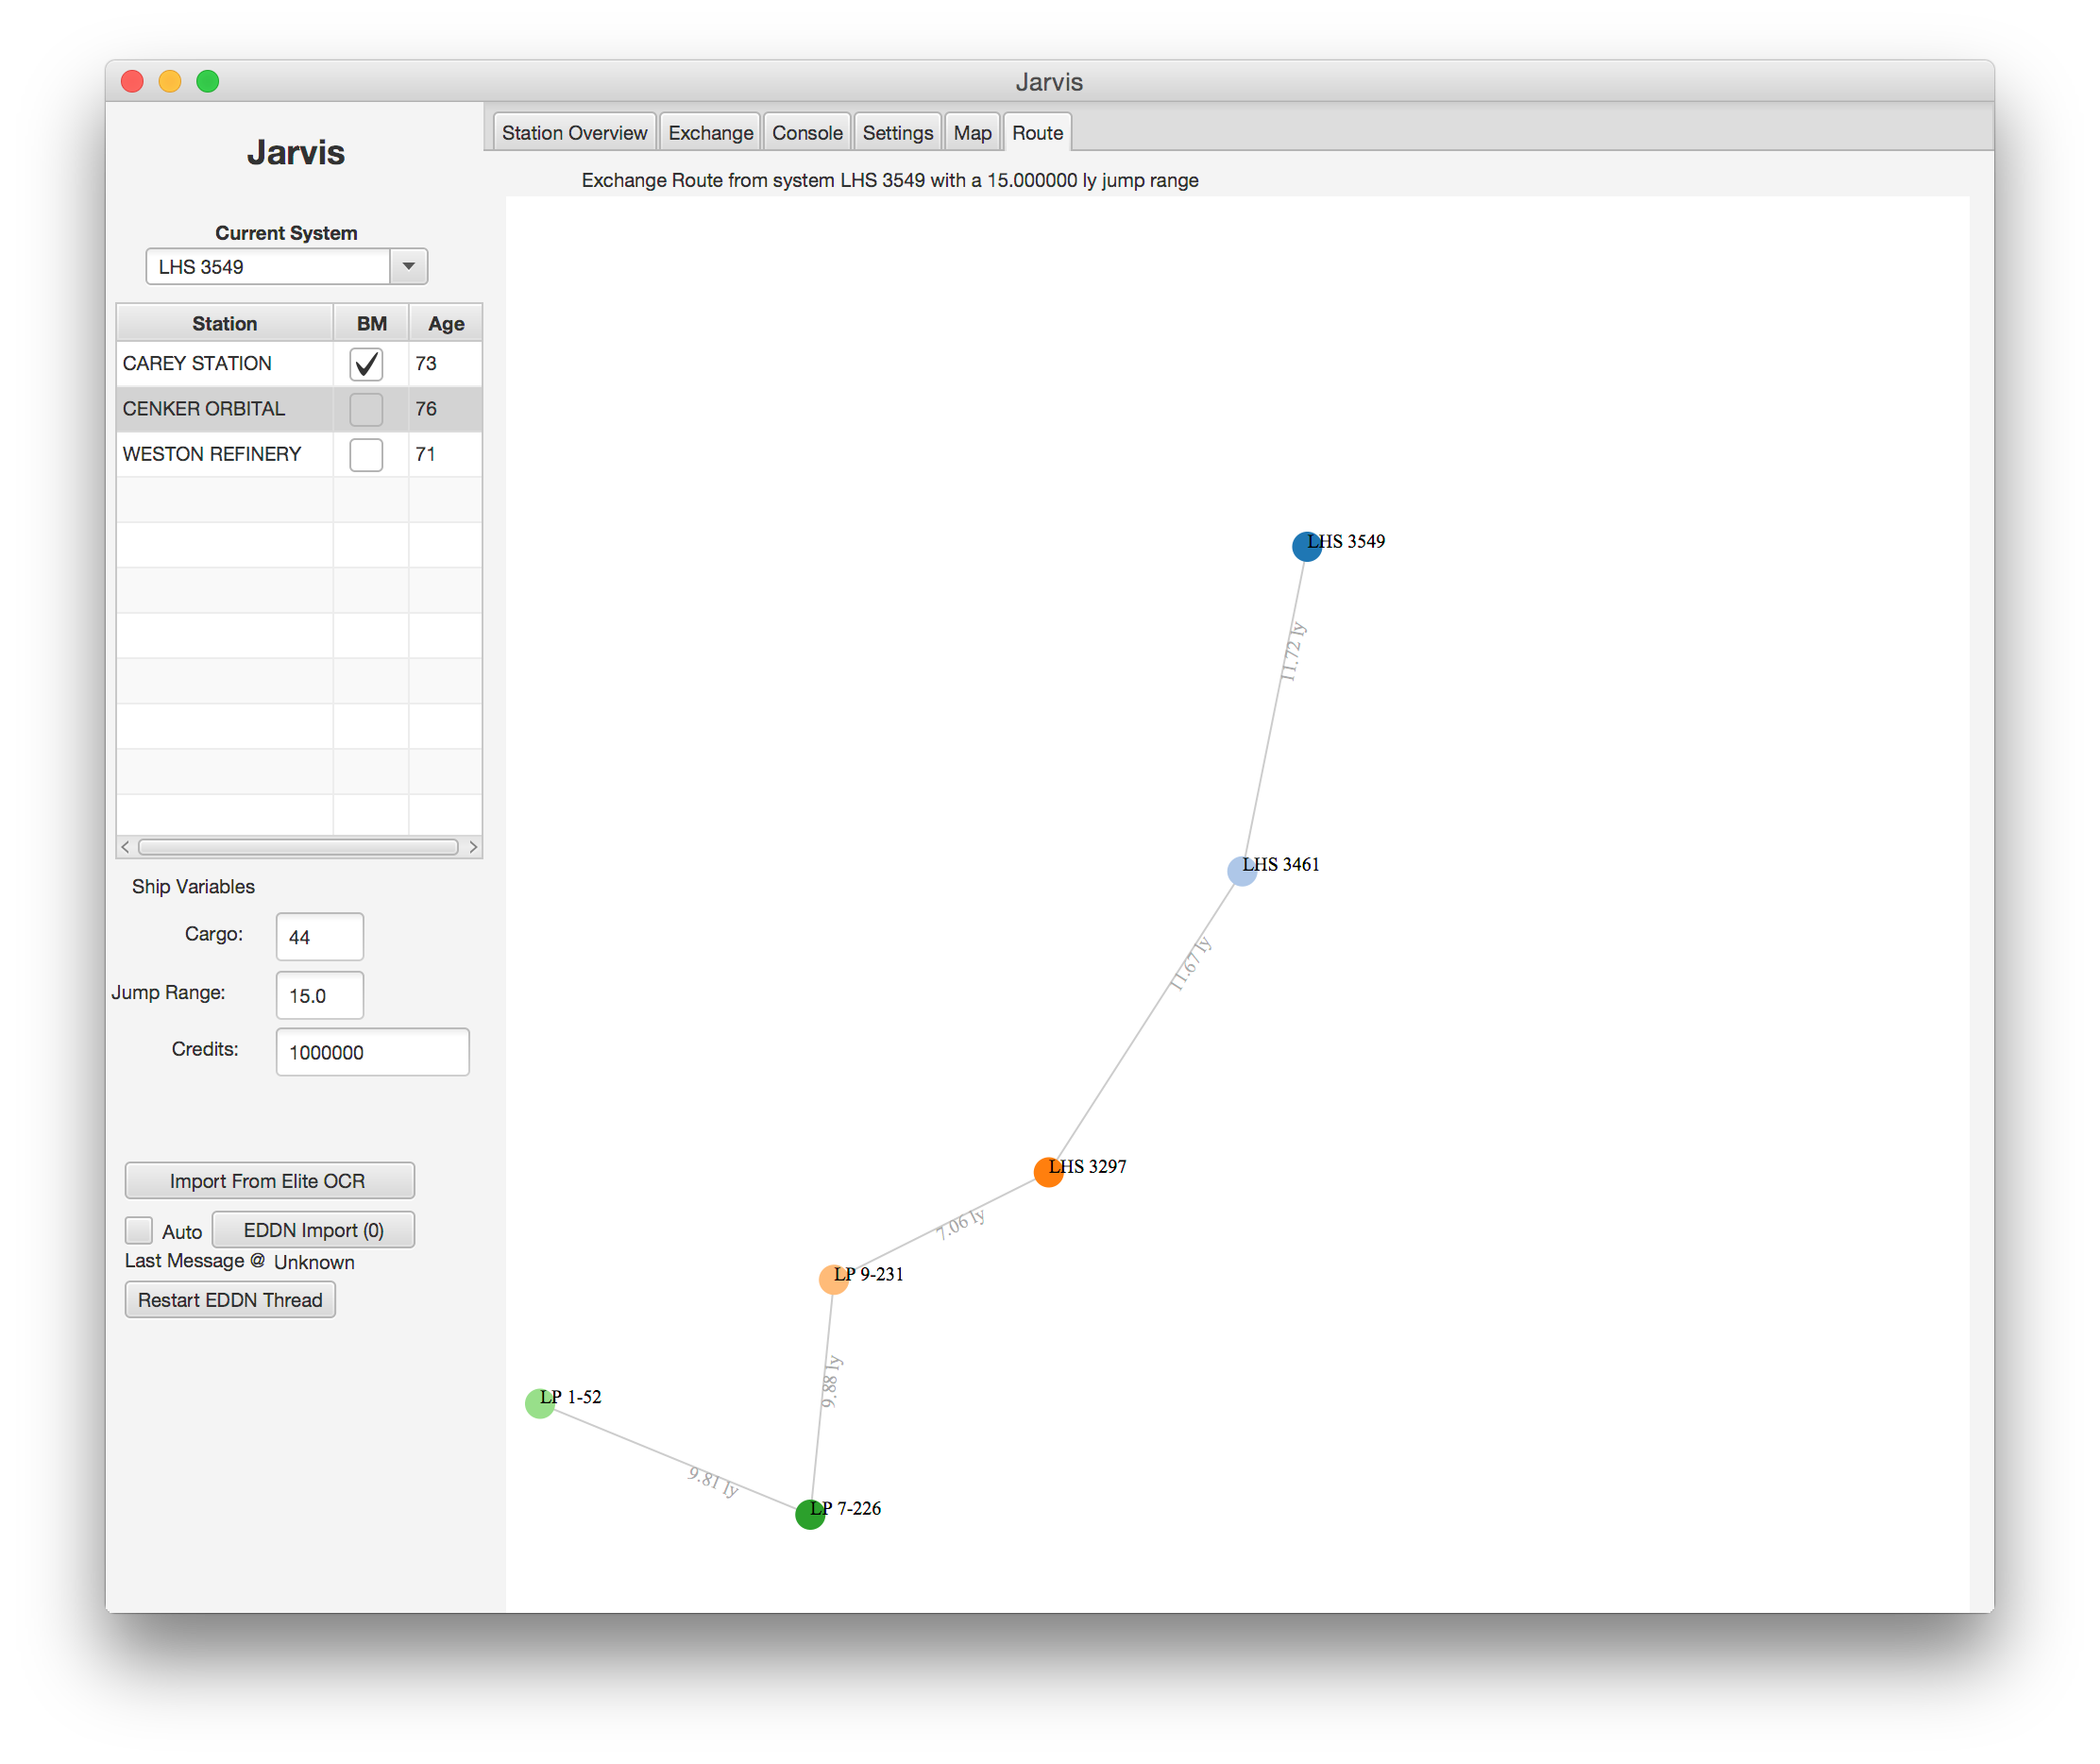 Jarvis
Jarvis
Station Overview Exchange Console Settings Map Route
Exchange Route from system LHS 3549 with a 15.000000 ly jump range
Current System
LHS 3549
Station BM Age
CAREY STATION 73
CENKER ORBITAL 76
WESTON REFINERY 71
Ship Variables
Cargo: 44
Jump Range: 15.0
Credits: 1000000
Import From Elite OCR
Auto EDDN Import (0)
Last Message @ Unknown
Restart EDDN Thread
LHS 3549
11.72 ly
LHS 3461
11.67 ly
LHS 3297
7.06 ly
LP 9-231
9.88 ly
LP 1-52
9.81 ly
LP 7-226